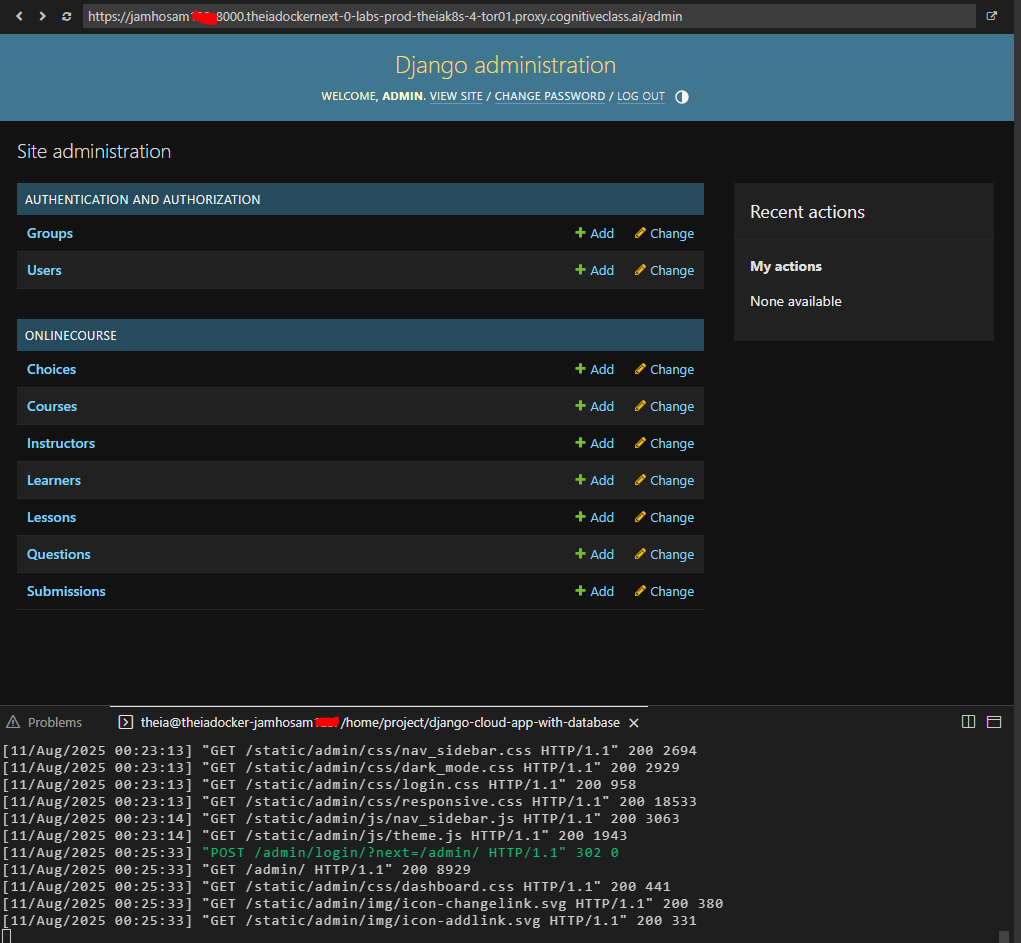 https://jamhosam 8000.theiadockernext-0-labs-prod-theiak8s-4-tor01.proxy.cognitiveclass.ai/admin
Django administration
WELCOME, ADMIN. VIEW SITE / CHANGE PASSWORD / LOG OUT
Site administration
AUTHENTICATION AND AUTHORIZATION
Groups Add Change
Users Add Change
ONLINECOURSE
Choices Add Change
Courses Add Change
Instructors Add Change
Learners Add Change
Lessons Add Change
Questions Add Change
Submissions Add Change
Recent actions
My actions
None available
Problems
theia@theiadocker-jamhosam /home/project/django-cloud-app-with-database
[11/Aug/2025 00:23:13] "GET /static/admin/css/nav_sidebar.css HTTP/1.1" 200 2694
[11/Aug/2025 00:23:13] "GET /static/admin/css/dark_mode.css HTTP/1.1" 200 2929
[11/Aug/2025 00:23:13] "GET /static/admin/css/login.css HTTP/1.1" 200 958
[11/Aug/2025 00:23:13] "GET /static/admin/css/responsive.css HTTP/1.1" 200 18533
[11/Aug/2025 00:23:14] "GET /static/admin/js/nav_sidebar.js HTTP/1.1" 200 3063
[11/Aug/2025 00:23:14] "GET /static/admin/js/theme.js HTTP/1.1" 200 1943
[11/Aug/2025 00:25:33] "POST /admin/login/?next=/admin/ HTTP/1.1" 302 0
[11/Aug/2025 00:25:33] "GET /admin/ HTTP/1.1" 200 8929
[11/Aug/2025 00:25:33] "GET /static/admin/css/dashboard.css HTTP/1.1" 200 441
[11/Aug/2025 00:25:33] "GET /static/admin/img/icon-changelink.svg HTTP/1.1" 200 380
[11/Aug/2025 00:25:33] "GET /static/admin/img/icon-addlink.svg HTTP/1.1" 200 331